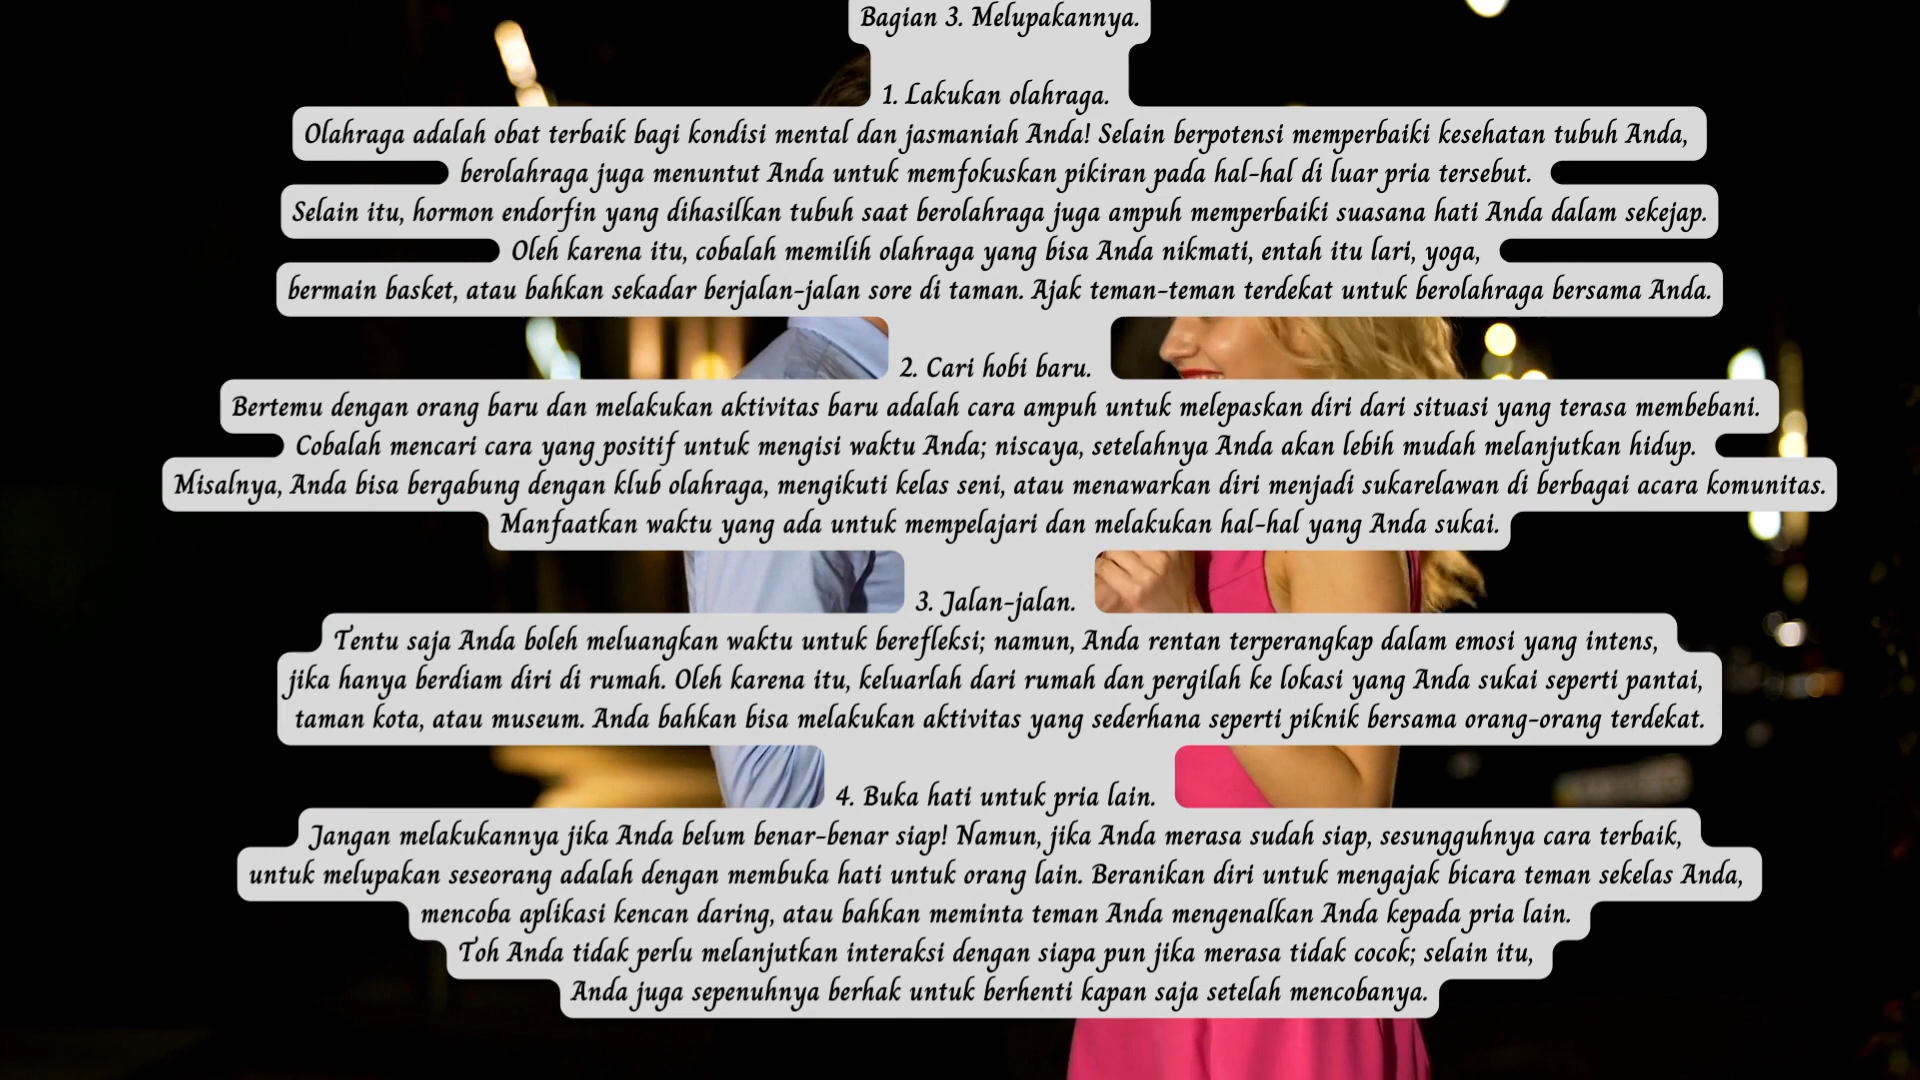 Bagian 3. Melupakannya.
1. Lakukan olahraga.
Olahraga adalah obat terbaik bagi kondisi mental dan jasmaniah Anda! Selain berpotensi memperbaiki kesehatan tubuh Anda,
berolahraga juga menuntut Anda untuk memfokuskan pikiran pada hal-hal di luar pria tersebut.
Selain itu, hormon endorfin yang dihasilkan tubuh saat berolahraga juga ampuh memperbaiki suasana hati Anda dalam sekejap.
Oleh karena itu, cobalah memilih olahraga yang bisa Anda nikmati, entah itu lari, yoga,
bermain basket, atau bahkan sekadar berjalan-jalan sore di taman. Ajak teman-teman terdekat untuk berolahraga bersama Anda.
2. Cari hobi baru.
Bertemu dengan orang baru dan melakukan aktivitas baru adalah cara ampuh untuk melepaskan diri dari situasi yang terasa membebani.
Cobalah mencari cara yang positif untuk mengisi waktu Anda; niscaya, setelahnya Anda akan lebih mudah melanjutkan hidup.
Misalnya, Anda bisa bergabung dengan klub olahraga, mengikuti kelas seni, atau menawarkan diri menjadi sukarelawan di berbagai acara komunitas.
Manfaatkan waktu yang ada untuk mempelajari dan melakukan hal-hal yang Anda sukai.
3. Jalan-jalan.
Tentu saja Anda boleh meluangkan waktu untuk berefleksi; namun, Anda rentan terperangkap dalam emosi yang intens,
jika hanya berdiam diri di rumah. Oleh karena itu, keluarlah dari rumah dan pergilah ke lokasi yang Anda sukai seperti pantai,
taman kota, atau museum. Anda bahkan bisa melakukan aktivitas yang sederhana seperti piknik bersama orang-orang terdekat.
4. Buka hati untuk pria lain.
Jangan melakukannya jika Anda belum benar-benar siap! Namun, jika Anda merasa sudah siap, sesungguhnya cara terbaik,
untuk melupakan seseorang adalah dengan membuka hati untuk orang lain. Beranikan diri untuk mengajak bicara teman sekelas Anda,
mencoba aplikasi kencan daring, atau bahkan meminta teman Anda mengenalkan Anda kepada pria lain.
Toh Anda tidak perlu melanjutkan interaksi dengan siapa pun jika merasa tidak cocok; selain itu,
Anda juga sepenuhnya berhak untuk berhenti kapan saja setelah mencobanya.